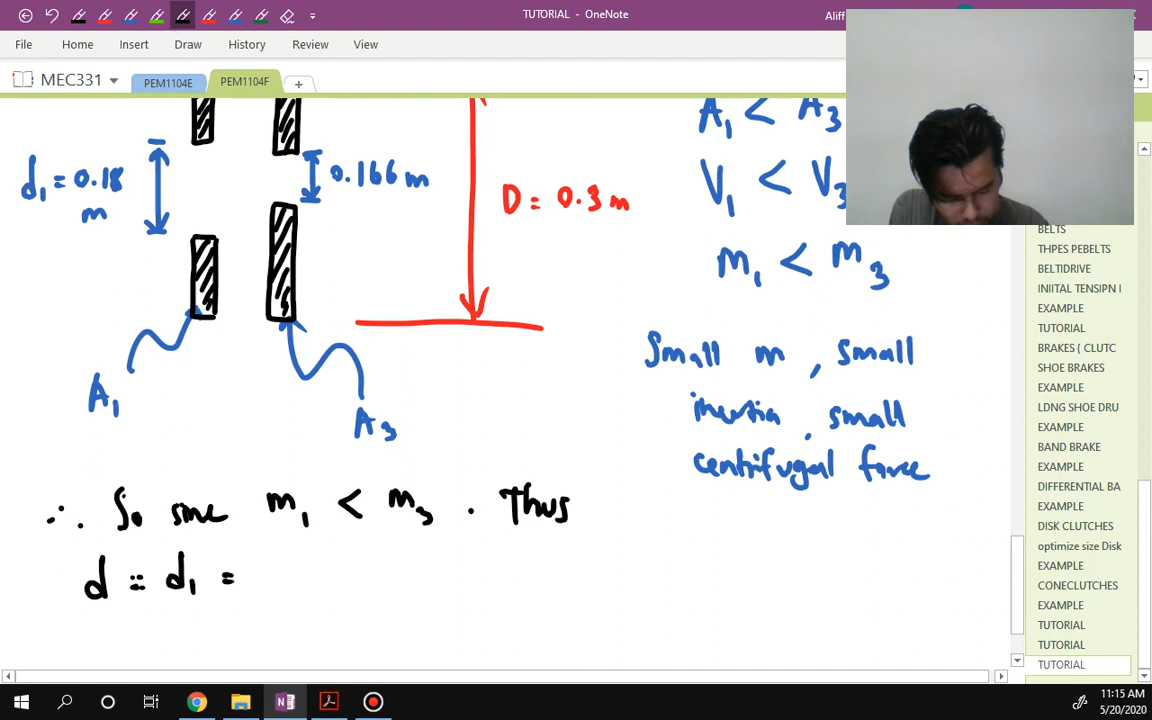 TUTORIAL - OneNote
Aliff
File Home Insert Draw History Review View
MEC331
PEM1104E
PEM1104F
A1 < A3
d1 = 0.18 m
0.166 m
D = 0.3 m
V1 < V3
m1 < m3
A1
A3
Small m, small
inertia, small
centrifugal force
∴ So since m1 < m3 . Thus
d = d1 =
BELTS
THPES PEBELTS
BELTIDRIVE
INIITAL TENSIPN I
EXAMPLE
TUTORIAL
BRAKES { CLUTC
SHOE BRAKES
EXAMPLE
LDNG SHOE DRU
EXAMPLE
BAND BRAKE
EXAMPLE
DIFFERENTIAL BA
EXAMPLE
DISK CLUTCHES
optimize size Disk
EXAMPLE
CONECLUTCHES
EXAMPLE
TUTORIAL
TUTORIAL
TUTORIAL
11:15 AM
5/20/2020